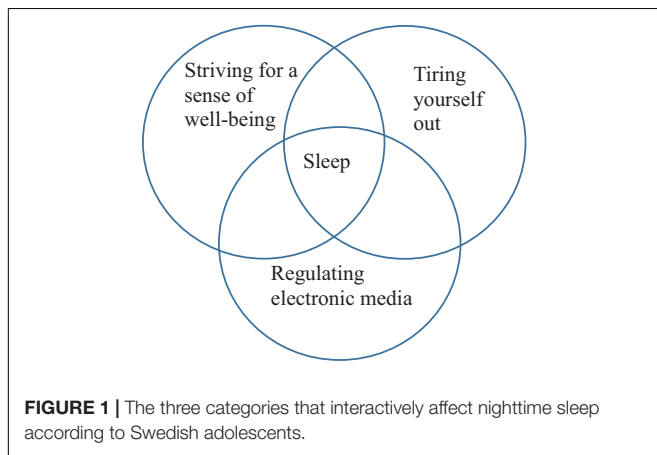 Striving for a
sense of
well-being
Tiring
yourself
out
Sleep
Regulating
electronic media
FIGURE 1 | The three categories that interactively affect nighttime sleep
according to Swedish adolescents.